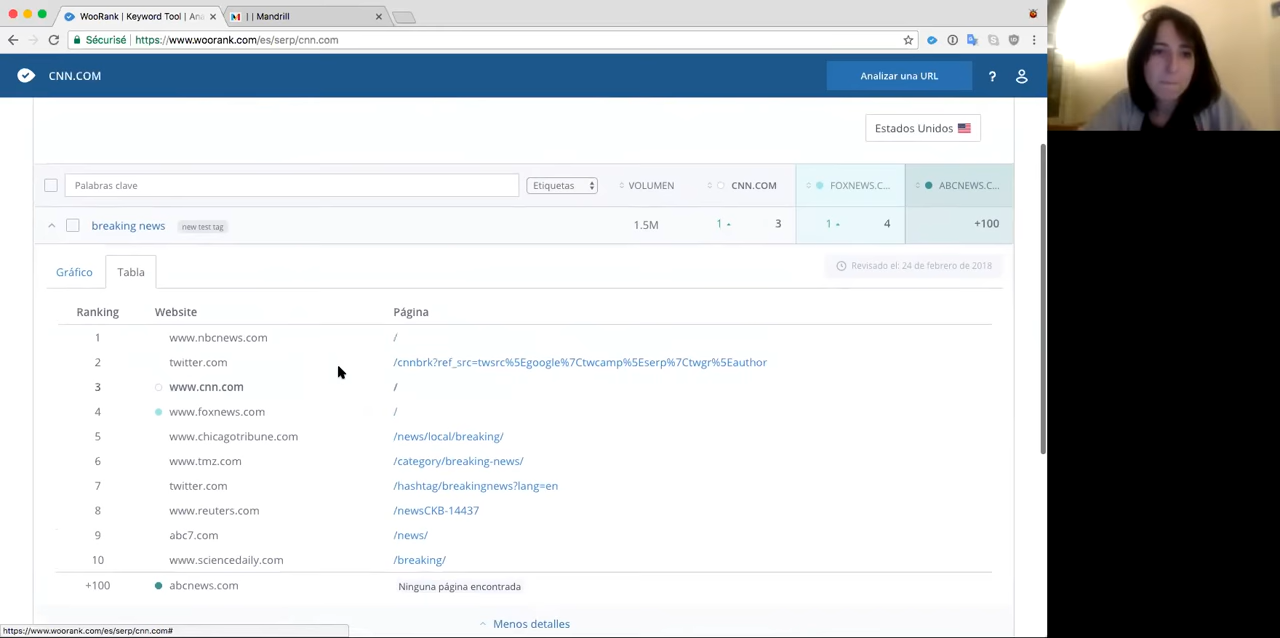 WooRank | Keyword Tool | Ana
| | Mandrill
Sécurisé | https://www.woorank.com/es/serp/cnn.com
CNN.COM
Analizar una URL
?
Estados Unidos
Palabras clave
Etiquetas
VOLUMEN
CNN.COM
FOXNEWS.C...
ABCNEWS.C...
breaking news
new test tag
1.5M
1
3
1
4
+100
Gráfico
Tabla
Revisado el: 24 de febrero de 2018
Ranking Website Página
1 www.nbcnews.com /
2 twitter.com /cnnbrk?ref_src=twsrc%5Egoogle%7Ctwcamp%5Eserp%7Ctwgr%5Eauthor
3 www.cnn.com /
4 www.foxnews.com /
5 www.chicagotribune.com /news/local/breaking/
6 www.tmz.com /category/breaking-news/
7 twitter.com /hashtag/breakingnews?lang=en
8 www.reuters.com /newsCKB-14437
9 abc7.com /news/
10 www.sciencedaily.com /breaking/
+100 abcnews.com Ninguna página encontrada
Menos detalles
https://www.woorank.com/es/serp/cnn.com#